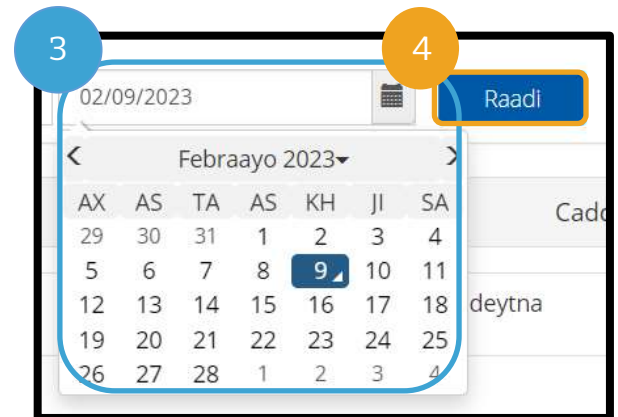 3
4
02/09/2023
Raadi
Febraayo 2023
AX AS TA AS KH JI SA
29 30 31 1 2 3 4
5 6 7 8 9 10 11
12 13 14 15 16 17 18
19 20 21 22 23 24 25
26 27 28 1 2 3 4
deytna